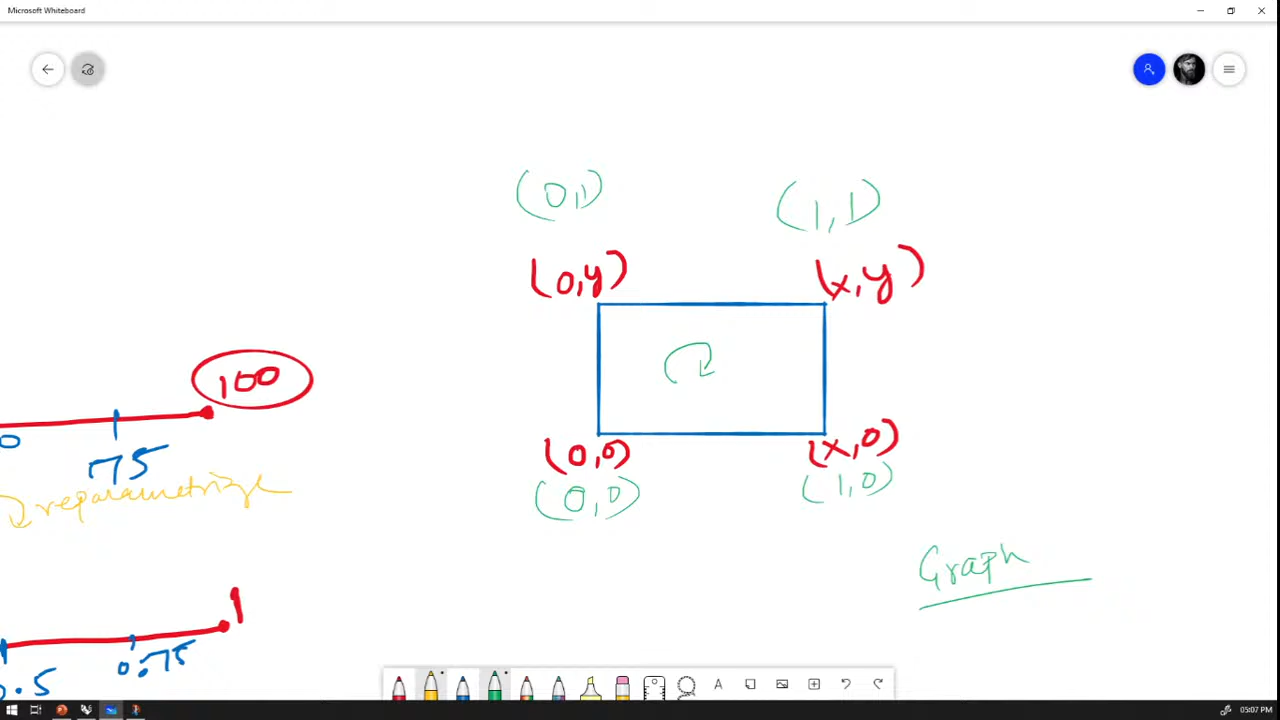 Microsoft Whiteboard
(0,1)
(1,1)
(0,y)
(x,y)
100
75
reparametrize
(0,0)
(x,0)
(0,0)
(1,0)
Graph
1
0.75
0.5
A
05:07 PM